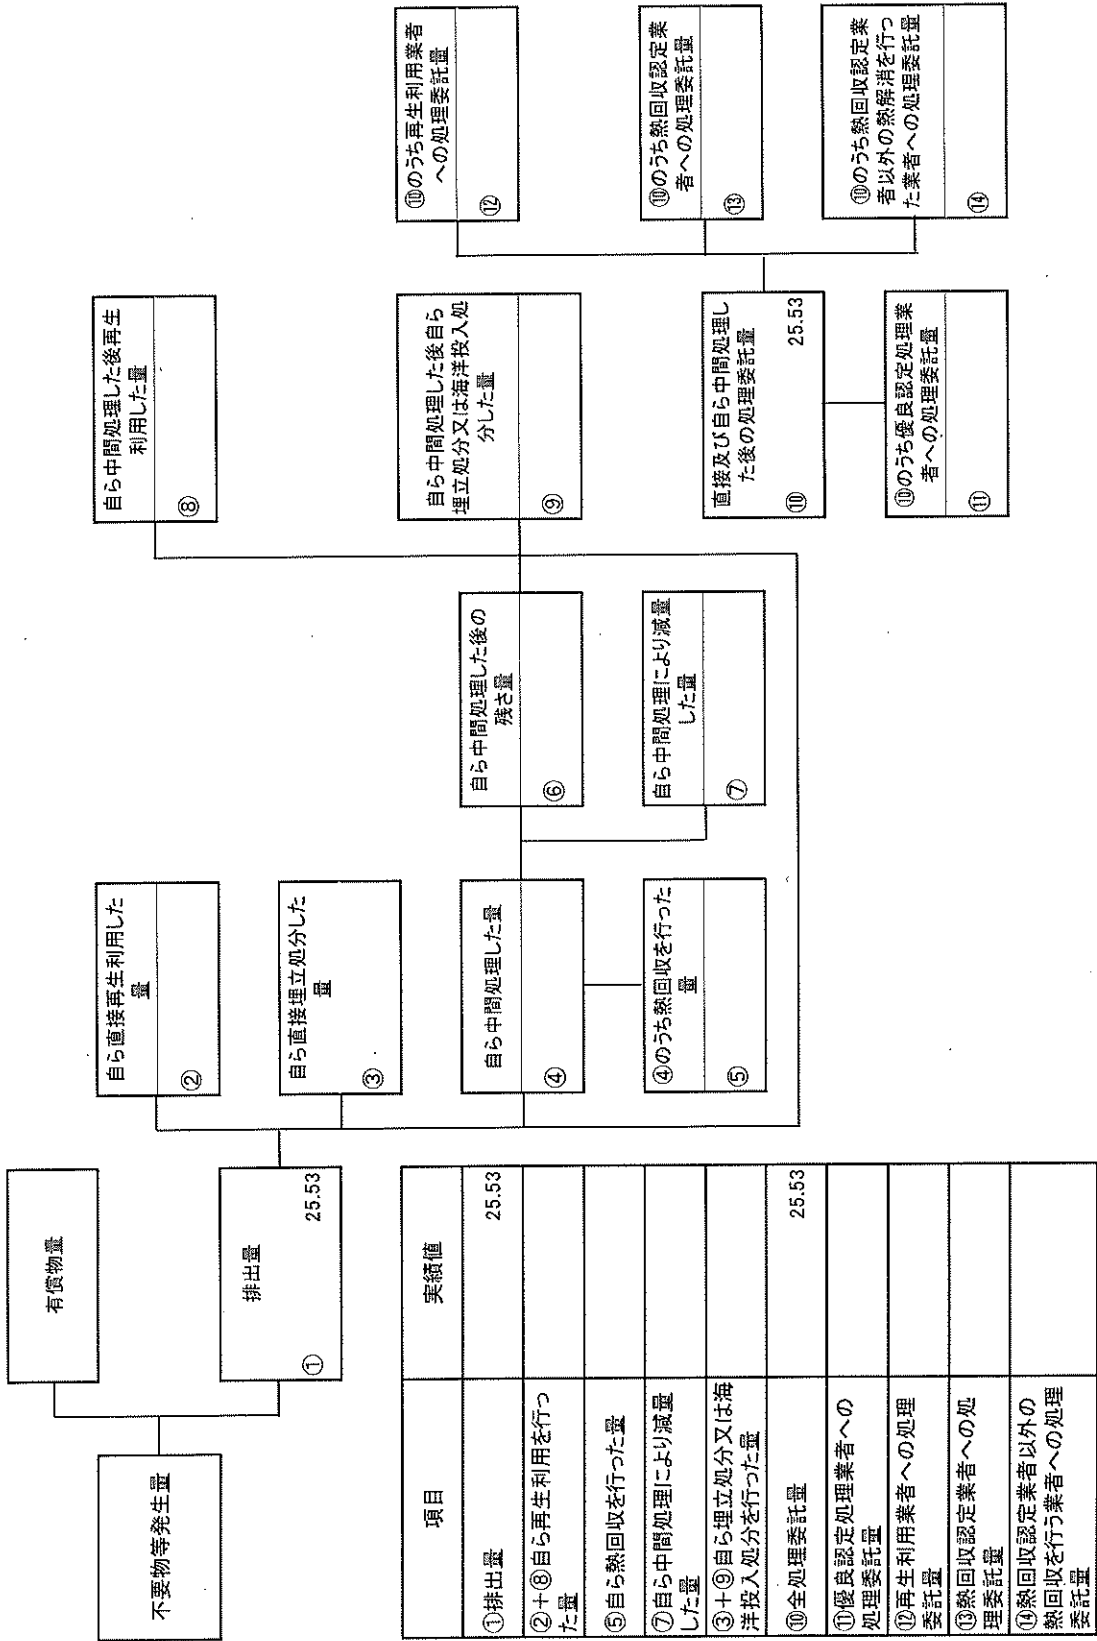 不要物等発生量
有償物量
排出量
①
25.53
自ら直接再生利用した
量
②
自ら直接埋立処分した
量
③
自ら中間処理した量
④
④のうち熱回収を行った
量
⑤
自ら中間処理した後の
残さ量
⑥
自ら中間処理により減量
した量
⑦
自ら中間処理した後再生
利用した量
⑧
自ら中間処理した後自ら
埋立処分又は海洋投入処
分した量
⑨
直接及び自ら中間処理し
た後の処理委託量
⑩
25.53
⑩のうち優良認定処理業
者への処理委託量
⑪
⑩のうち再生利用業者
への処理委託量
⑫
⑩のうち熱回収認定業
者への処理委託量
⑬
⑩のうち熱回収認定業
者以外の熱解消を行っ
た業者への処理委託量
⑭
項目
実績値
①排出量
25.53
②+⑧自ら再生利用を行っ
た量
⑤自ら熱回収を行った量
⑦自ら中間処理により減量
した量
③+⑨自ら埋立処分又は海
洋投入処分を行った量
⑩全処理委託量
25.53
⑪優良認定処理業者への
処理委託量
⑫再生利用業者への処理
委託量
⑬熱回収認定業者への処
理委託量
⑭熱回収認定業者以外の
熱回収を行う業者への処理
委託量